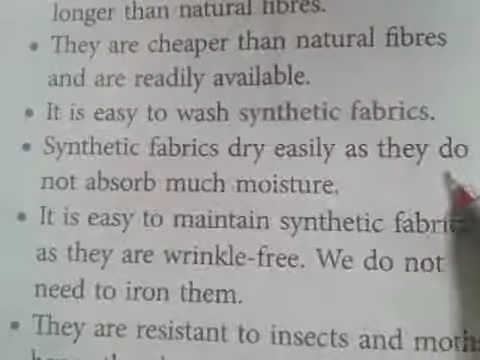 longer than natural fibres.
• They are cheaper than natural fibres
and are readily available.
• It is easy to wash synthetic fabrics.
• Synthetic fabrics dry easily as they do
not absorb much moisture.
• It is easy to maintain synthetic
as they are wrinkle-free. We do not
need to iron them.
• They are resistant to insects and moths